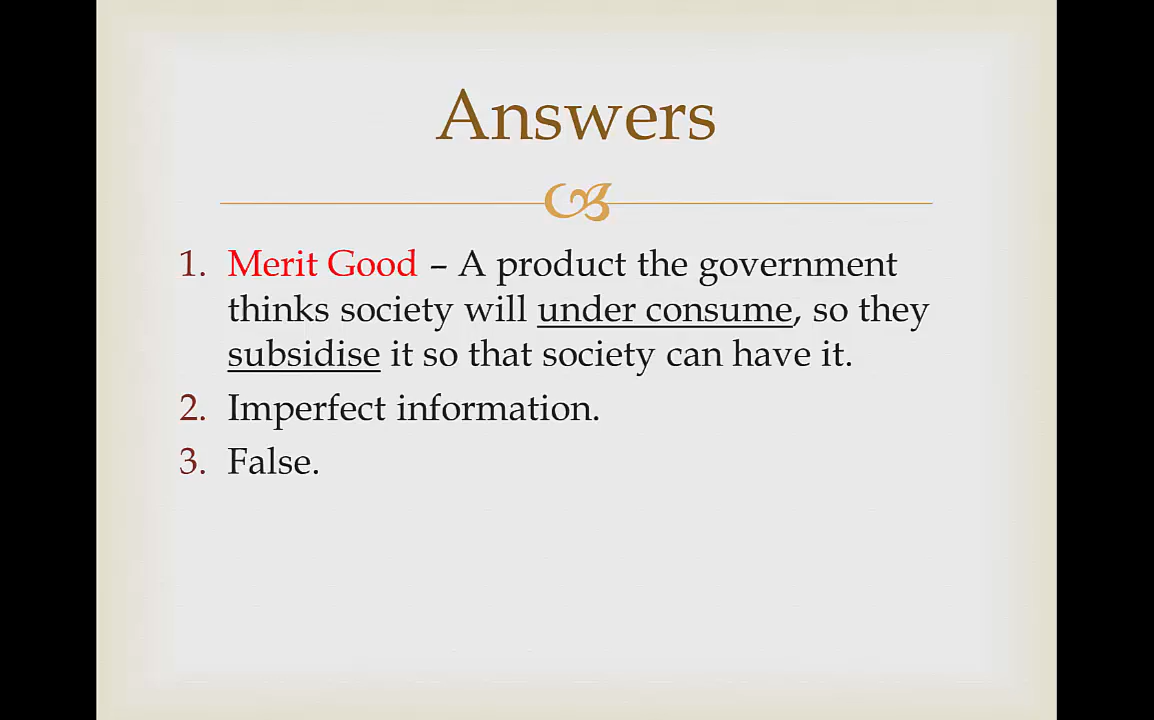 Answers
1. Merit Good – A product the government
thinks society will under consume, so they
subsidise it so that society can have it.
2. Imperfect information.
3. False.